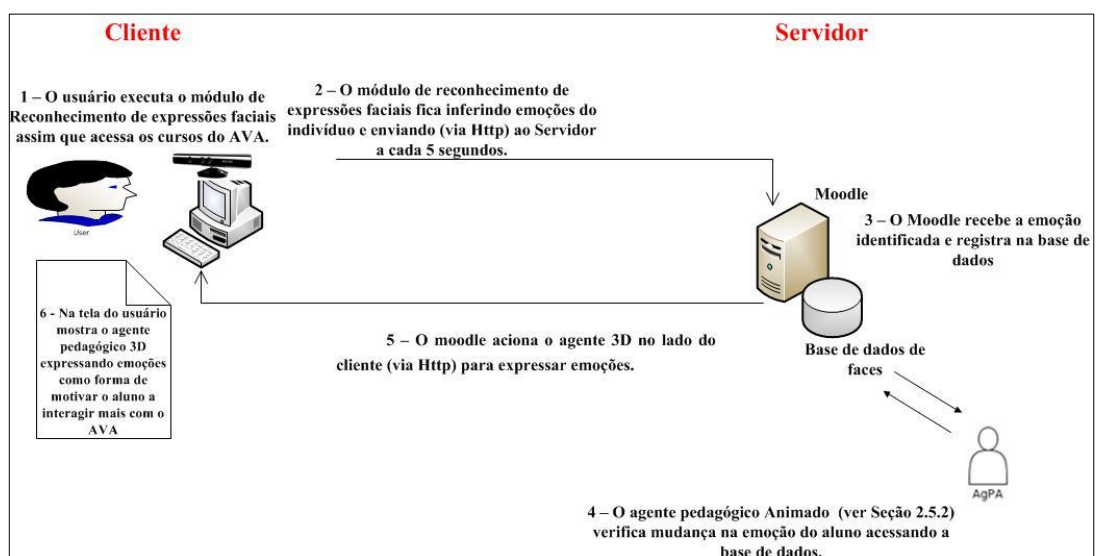 Cliente
Servidor
1 – O usuário executa o módulo de
Reconhecimento de expressões faciais
assim que acessa os cursos do AVA.
2 – O módulo de reconhecimento de
expressões faciais fica inferindo emoções do
indivíduo e enviando (via Http) ao Servidor
a cada 5 segundos.
User
Moodle
3 – O Moodle recebe a emoção
identificada e registra na base de
dados
6 - Na tela do usuário
mostra o agente
pedagógico 3D
expressando emoções
como forma de
motivar o aluno a
interagir mais com o
AVA
5 – O moodle aciona o agente 3D no lado do
cliente (via Http) para expressar emoções.
Base de dados de
faces
AgPA
4 – O agente pedagógico Animado (ver Seção 2.5.2)
verifica mudança na emoção do aluno acessando a
base de dados.